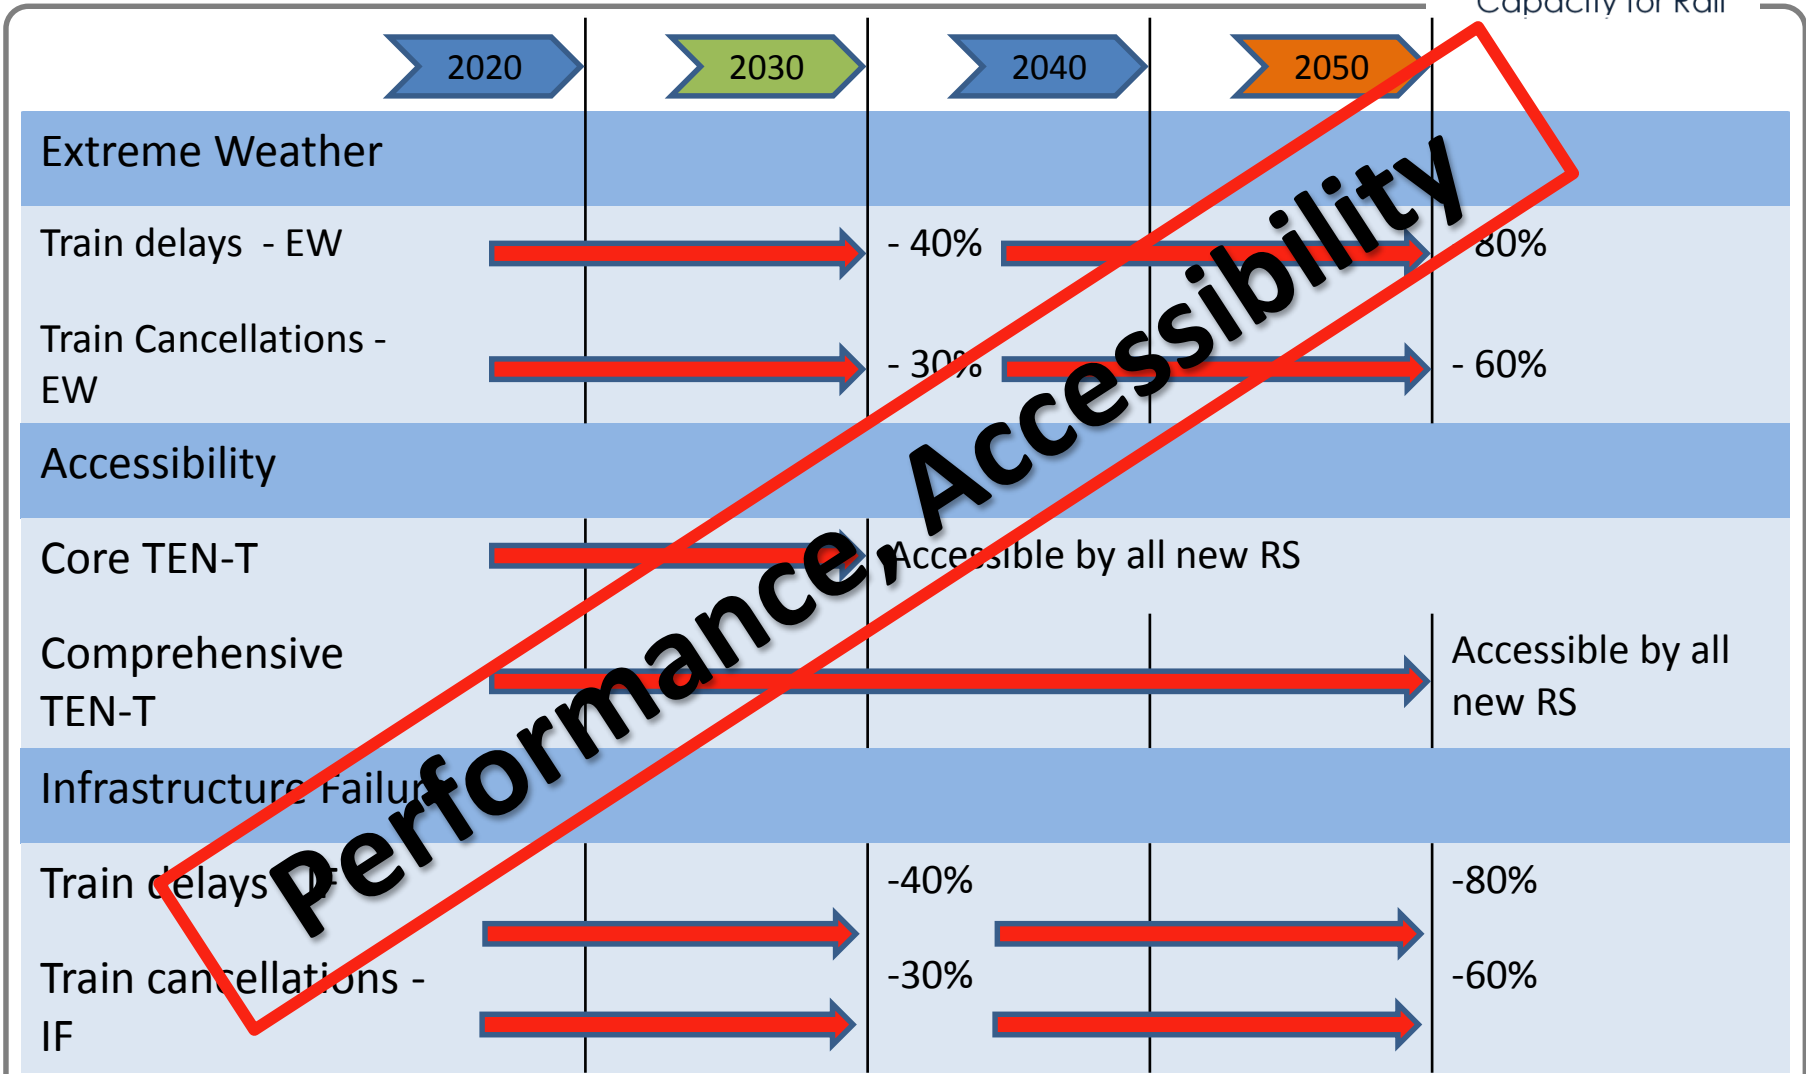 Capacity for Rail
2020
2030
2040
2050
Extreme Weather
Train delays - EW
- 40%
80%
Train Cancellations -
EW
- 30%
- 60%
Accessibility
Core TEN-T
Accessible by all new RS
Comprehensive
TEN-T
Accessible by all
new RS
Infrastructure
Train delays
-40%
-80%
Train cancellations -
IF
-30%
-60%
Performance, Accessibility